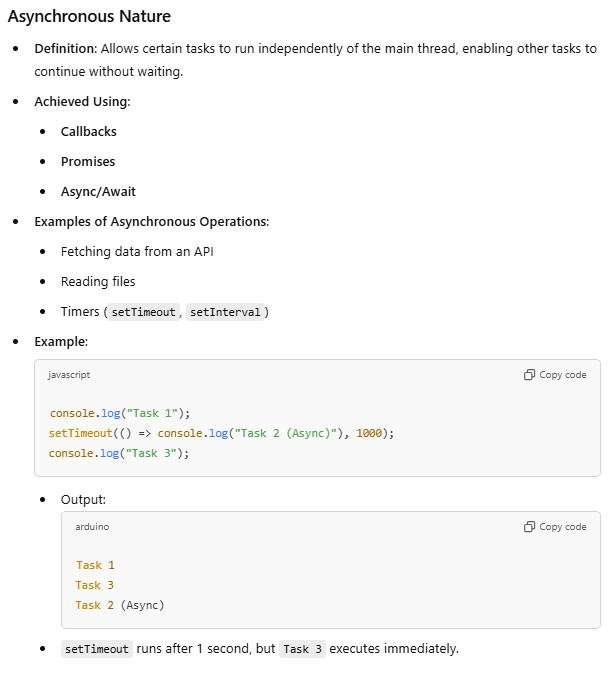 Asynchronous Nature
• Definition: Allows certain tasks to run independently of the main thread, enabling other tasks to
continue without waiting.
• Achieved Using:
• Callbacks
• Promises
• Async/Await
• Examples of Asynchronous Operations:
• Fetching data from an API
• Reading files
• Timers (setTimeout, setInterval)
• Example:
javascript Copy code
console.log("Task 1");
setTimeout(() => console.log("Task 2 (Async)"), 1000);
console.log("Task 3");
• Output:
arduino Copy code
Task 1
Task 3
Task 2 (Async)
• setTimeout runs after 1 second, but Task 3 executes immediately.